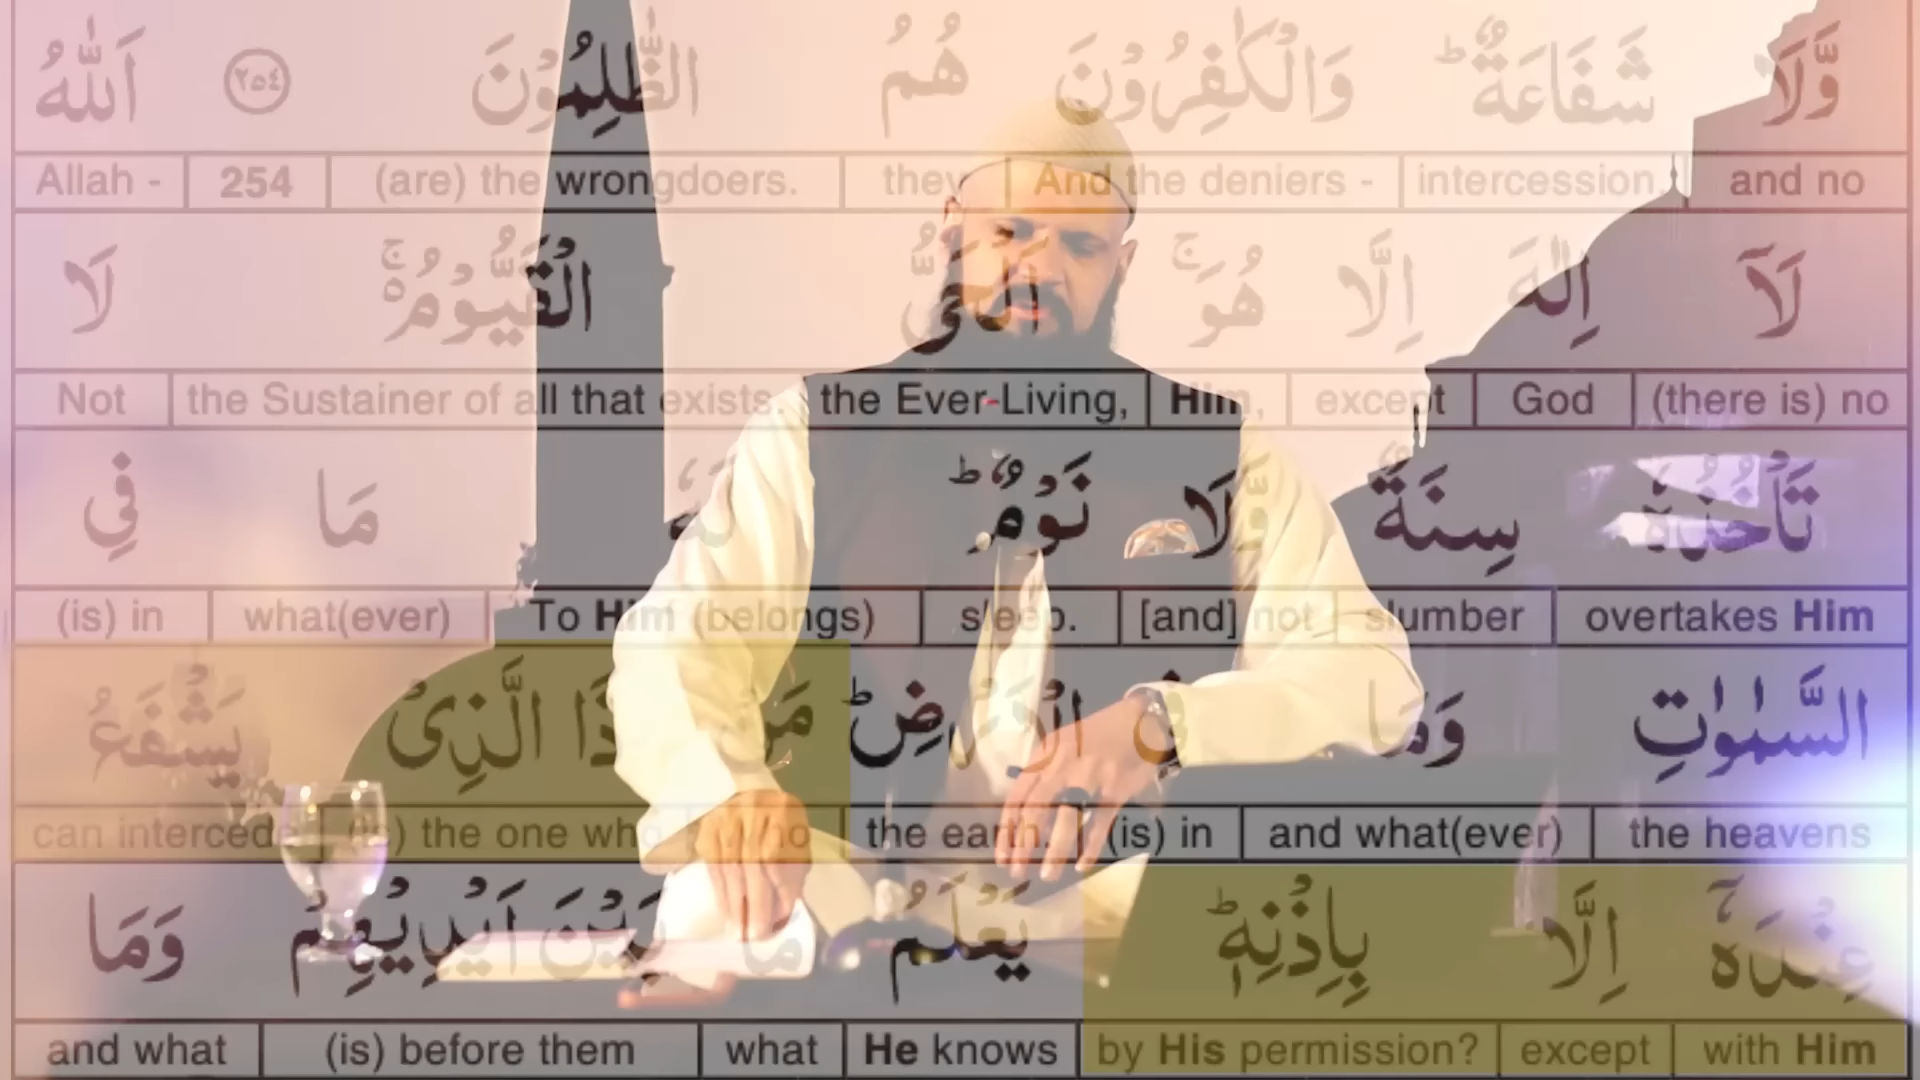 وَّلَا شَفَاعَةٌ ؕ وَالْكٰفِرُوْنَ هُمُ الظّٰلِمُوْنَ ﴿٢٥٤﴾ اَللّٰهُ
and no intercession. And the deniers - they (are) the wrongdoers. 254 Allah -
لَاۤ اِلٰهَ اِلَّا هُوَ ۚ الْحَىُّ الْقَيُّوْمُ ۚ۬ لَا
(there is) no God except Him, the Ever-Living, the Sustainer of all that exists. Not
تَاْخُذُهٗ سِنَةٌ وَّلَا نَوْمٌ ؕ لَهٗ مَا فِى
overtakes Him slumber [and] not sleep. To Him (belongs) what(ever) (is) in
السَّمٰوٰتِ وَمَا فِى الْاَرْضِ ؕ مَنْ ذَا الَّذِىْ يَشْفَعُ
the heavens and what(ever) (is) in the earth. Who (is) the one who can intercede
عِنْدَهٗۤ اِلَّا بِاِذْنِهٖ ؕ يَعْلَمُ مَا بَيْنَ اَيْدِيْهِمْ وَمَا
with Him except by His permission? He knows what (is) before them and what